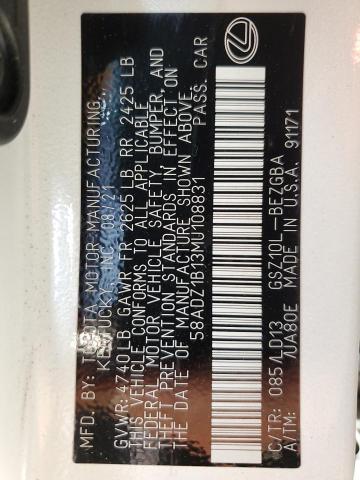 MFD. BY: TOYOTA MOTOR MANUFACTURING,
KENTUCKY, INC. 08/21
GVWR: 4740 LB GAWR FR 2625 LB RR 2425 LB
THIS VEHICLE CONFORMS TO ALL APPLICABLE
FEDERAL MOTOR VEHICLE SAFETY, BUMPER, AND
THEFT PREVENTION STANDARDS IN EFFECT ON
THE DATE OF MANUFACTURE SHOWN ABOVE.
58ADZ1B13MU108831 PASS. CAR
C/TR: 085 4 D13 GSZ10L-BEZGBA
A/TM: /UA80E MADE IN U.S.A. 91171